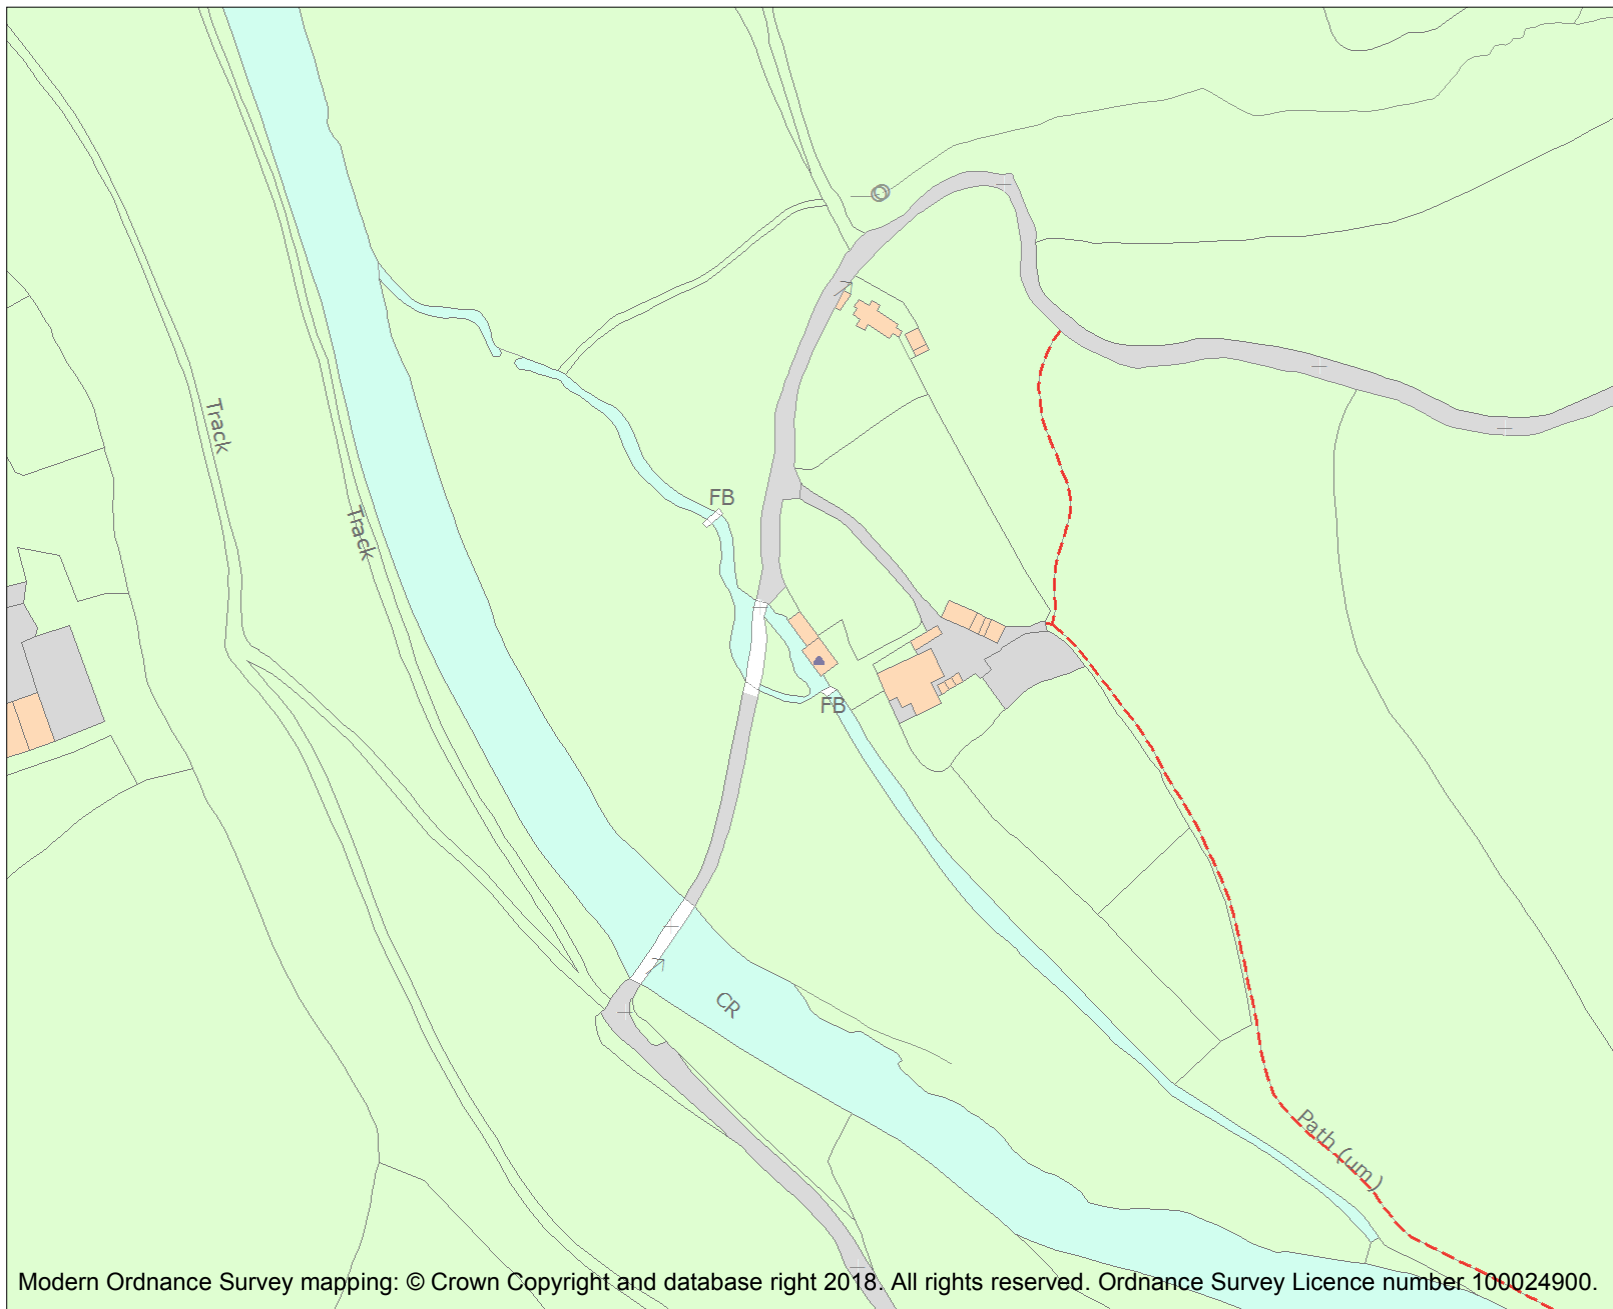 Track
Track
FB
FB
CR
Path (um)
Modern Ordnance Survey mapping: © Crown Copyright and database right 2018. All rights reserved. Ordnance Survey Licence number 100024900.